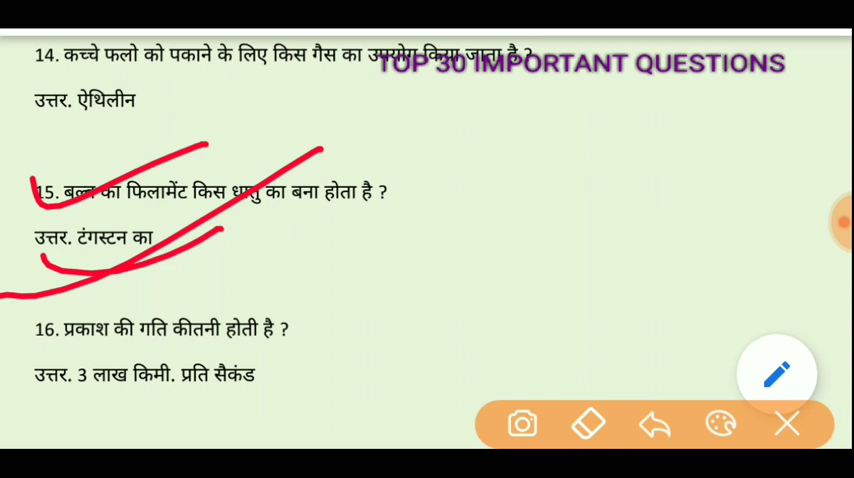 14. कच्चे फलो को पकाने के लिए किस गैस का उपयोग किया जाता है ?
TOP 30 IMPORTANT QUESTIONS
उत्तर. ऐथिलीन
15. बल्ब का फिलामेंट किस धातु का बना होता है ?
उत्तर. टंगस्टन का
16. प्रकाश की गति कीतनी होती है ?
उत्तर. 3 लाख किमी. प्रति सैकंड